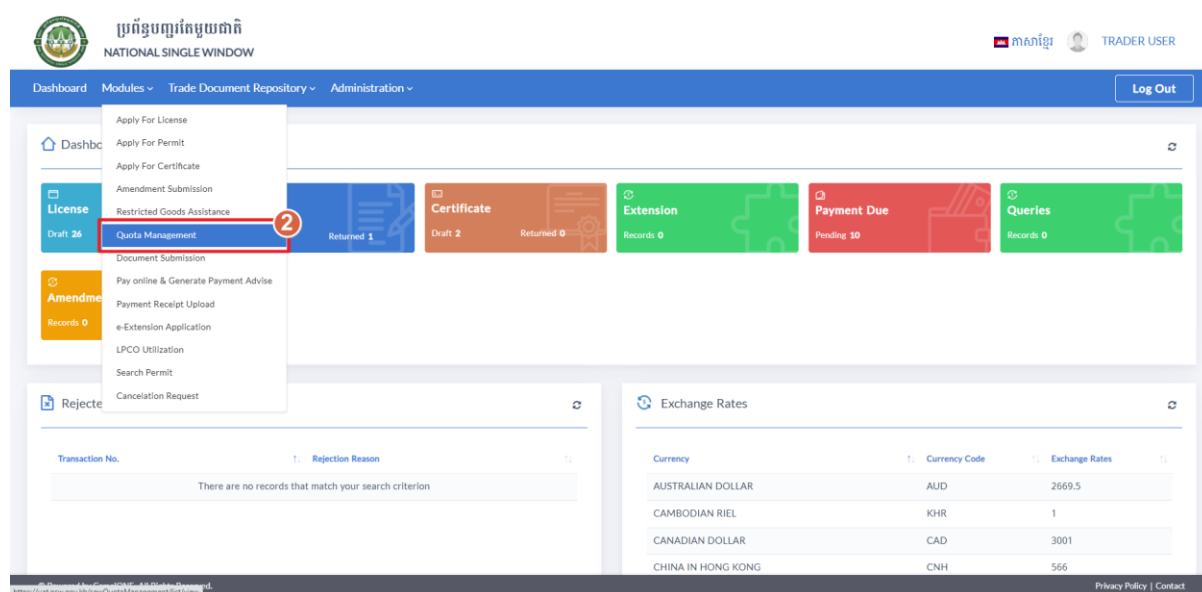 ប្រព័ន្ធបញ្ជរតែមួយជាតិ
NATIONAL SINGLE WINDOW
ភាសាខ្មែរ
TRADER USER
Dashboard
Modules
Trade Document Repository
Administration
Log Out
Apply For License
Apply For Permit
Apply For Certificate
Amendment Submission
Restricted Goods Assistance
Quota Management
2
Document Submission
Pay online & Generate Payment Advise
Payment Receipt Upload
e-Extension Application
LPCO Utilization
Search Permit
Cancelation Request
Dashbo
License
Draft 26
Returned 1
Certificate
Draft 2 Returned 0
Extension
Records 0
Payment Due
Pending 10
Queries
Records 0
Amendme
Records 0
Rejecte
Transaction No. Rejection Reason
There are no records that match your search criterion
Exchange Rates
Currency Currency Code Exchange Rates
AUSTRALIAN DOLLAR AUD 2669.5
CAMBODIAN RIEL KHR 1
CANADIAN DOLLAR CAD 3001
CHINA IN HONG KONG CNH 566
Privacy Policy | Contact